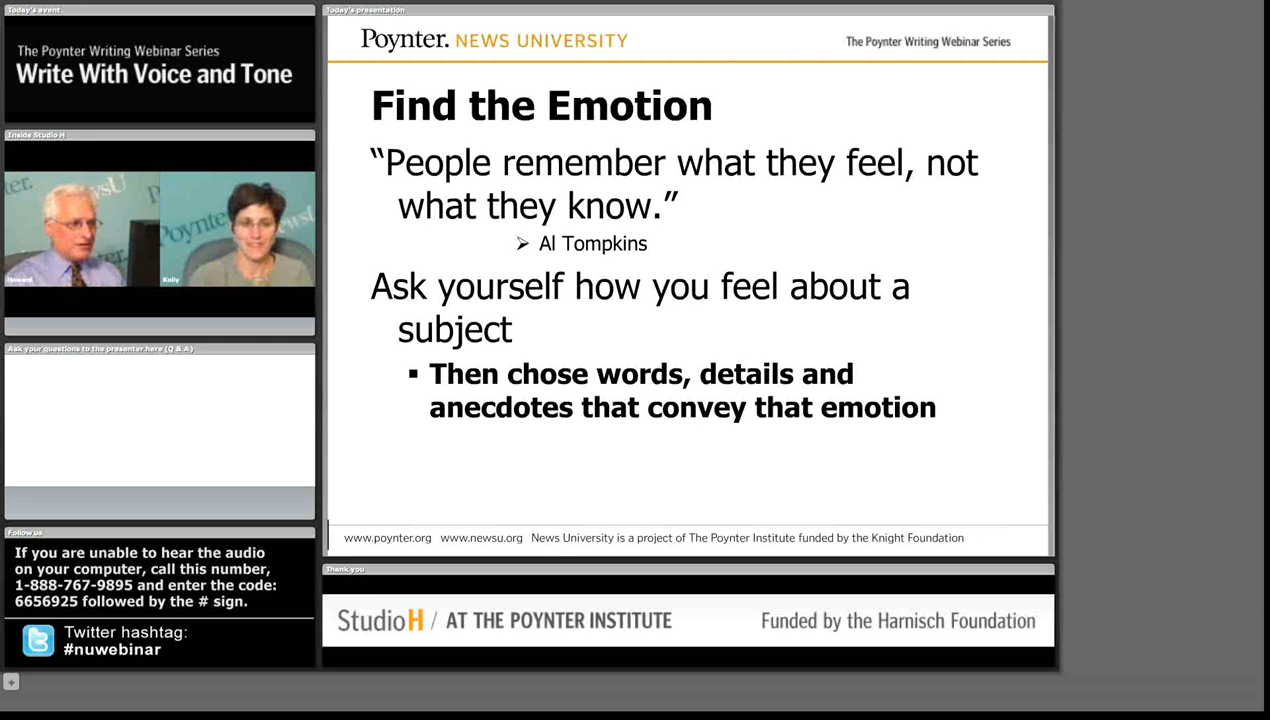 Today's event
The Poynter Writing Webinar Series
Write With Voice and Tone
Inside Studio H
Poynter.
NewsU
Howard
Kelly
Ask your questions to the presenter here (Q & A)
Follow us
If you are unable to hear the audio
on your computer, call this number,
1-888-767-9895 and enter the code:
6656925 followed by the # sign.
Twitter hashtag:
#nuwebinar
Today's presentation
Poynter. NEWS UNIVERSITY
The Poynter Writing Webinar Series
Find the Emotion
“People remember what they feel, not
what they know.”
➢ Al Tompkins
Ask yourself how you feel about a
subject
▪ Then chose words, details and
anecdotes that convey that emotion
www.poynter.org www.newsu.org News University is a project of The Poynter Institute funded by the Knight Foundation
Thank you
StudioH / AT THE POYNTER INSTITUTE
Funded by the Harnisch Foundation